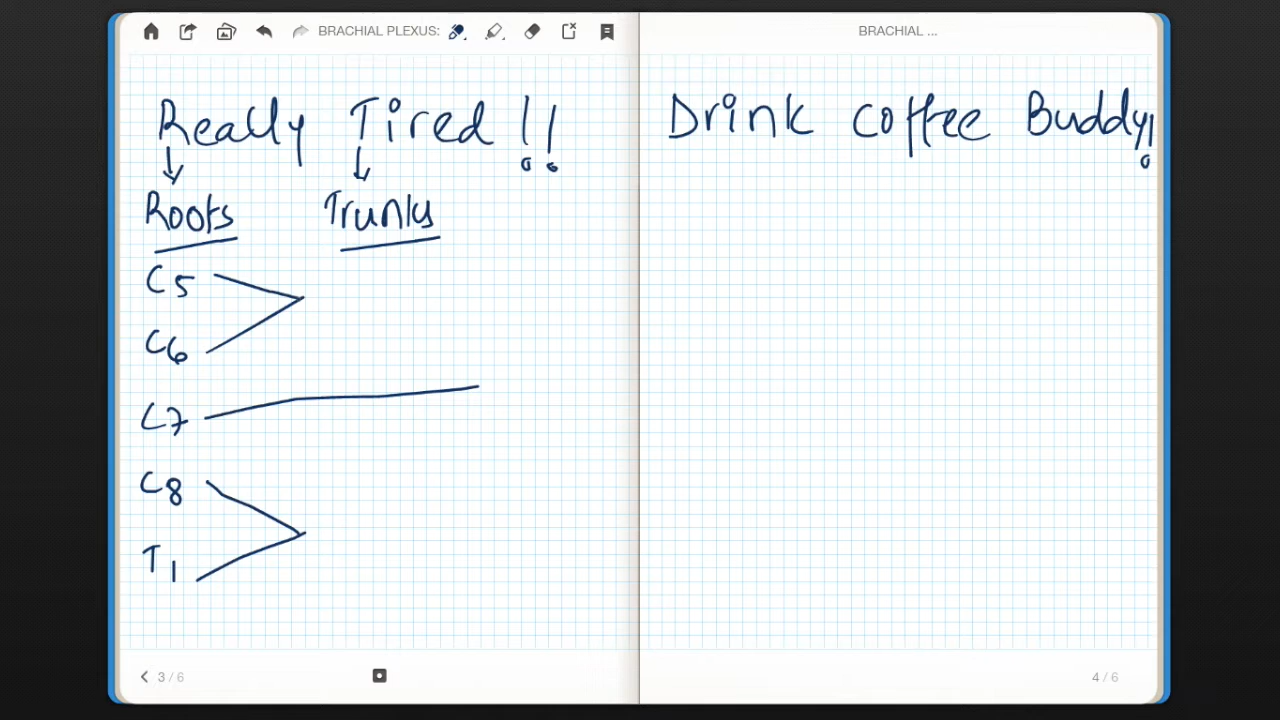 BRACHIAL PLEXUS:
Really Tired !!
Roots Trunks
C5
C6
C7
C8
T1
3 / 6
BRACHIAL ...
Drink Coffee Buddy!
4 / 6